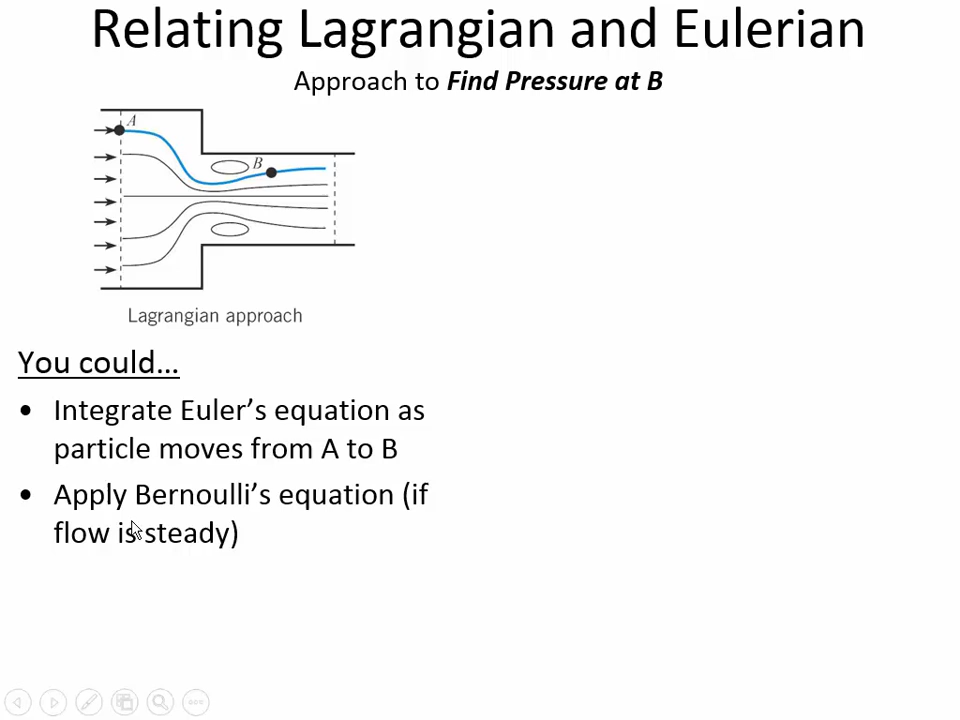 Relating Lagrangian and Eulerian
Approach to Find Pressure at B
A
B
Lagrangian approach
You could…
• Integrate Euler’s equation as
particle moves from A to B
• Apply Bernoulli’s equation (if
flow is steady)